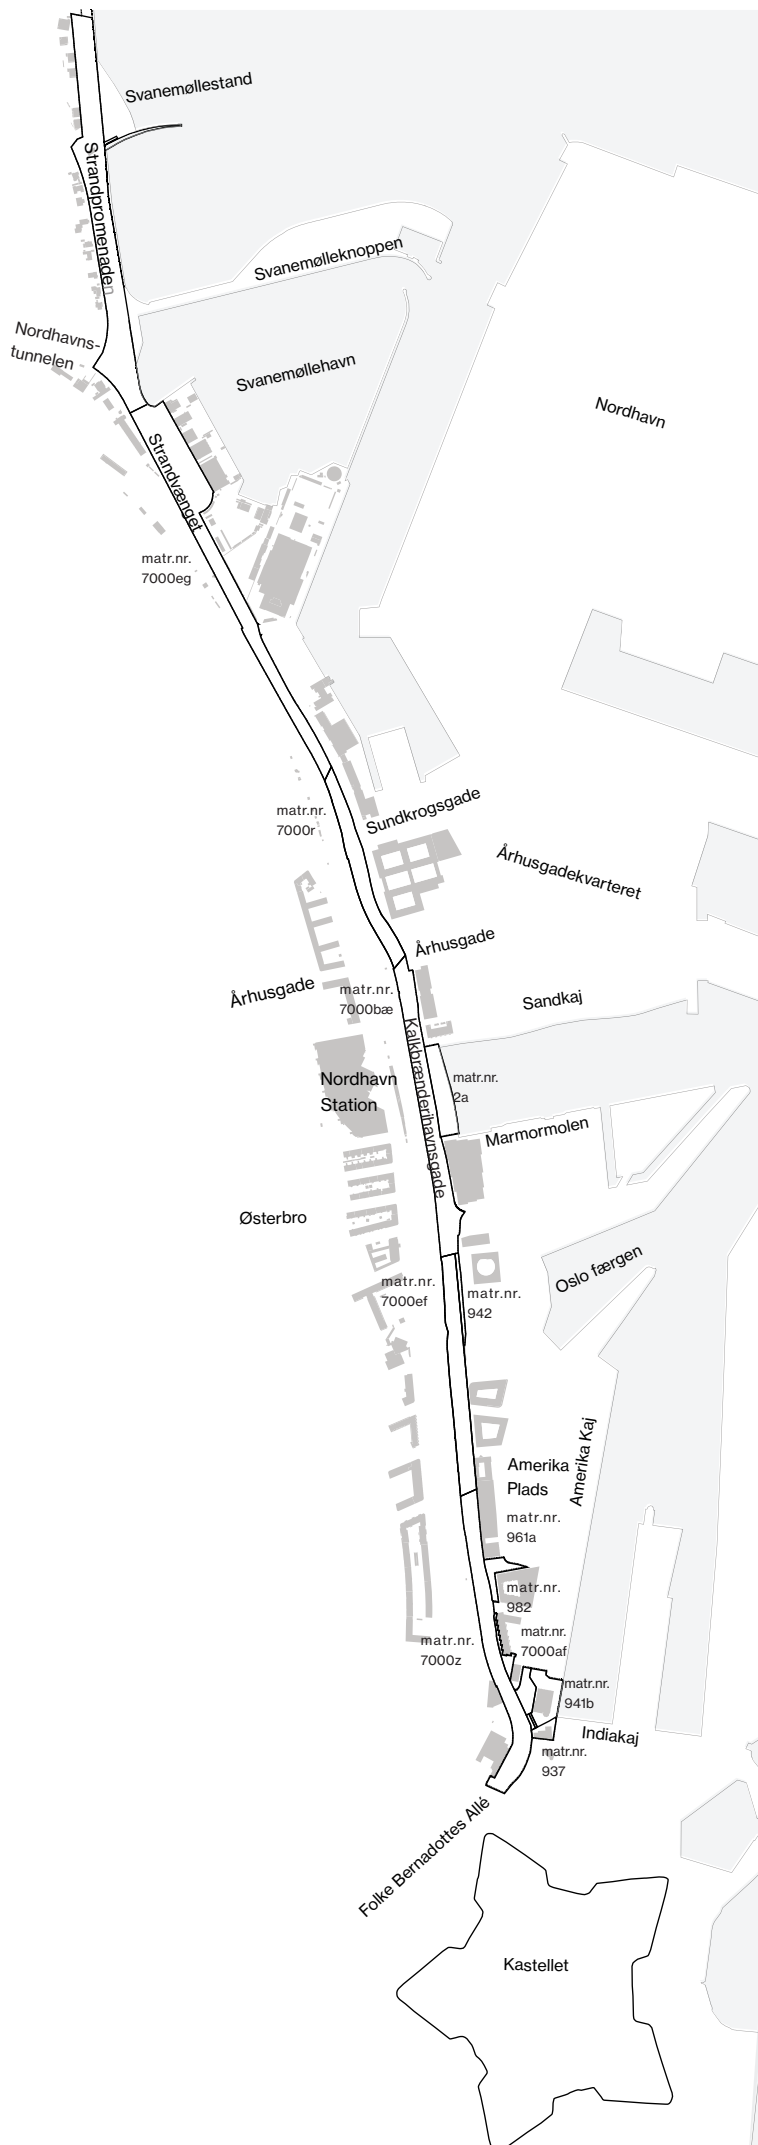 Svanemøllestand
Strandpromenaden
Svanemølleknoppen
Nordhavns-
tunnelen
Svanemøllehavn
Nordhavn
Strandvænget
matr.nr.
7000eg
matr.nr.
7000r
Sundkrogsgade
Århusgadekvarteret
Århusgade
Århusgade
matr.nr.
7000bæ
Sandkaj
Kalkbrænderihavnsgade
Nordhavn
Station
matr.nr.
2a
Marmormolen
Østerbro
Oslo færgen
matr.nr.
7000ef
matr.nr.
942
Amerika Kaj
Amerika
Plads
matr.nr.
961a
matr.nr.
982
matr.nr.
7000af
matr.nr.
7000z
matr.nr.
941b
Indiakaj
matr.nr.
937
Folke Bernadottes Allé
Kastellet